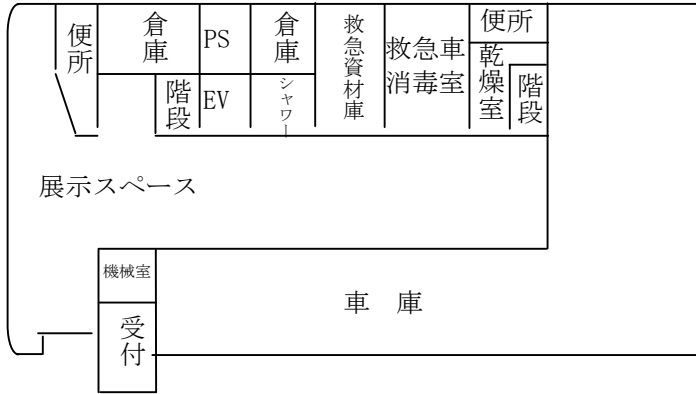 便所
倉庫
PS
倉庫
救急資材庫
救急車
消毒室
便所
乾燥室
階段
階段
EV
シャワー
展示スペース
機械室
車庫
受付